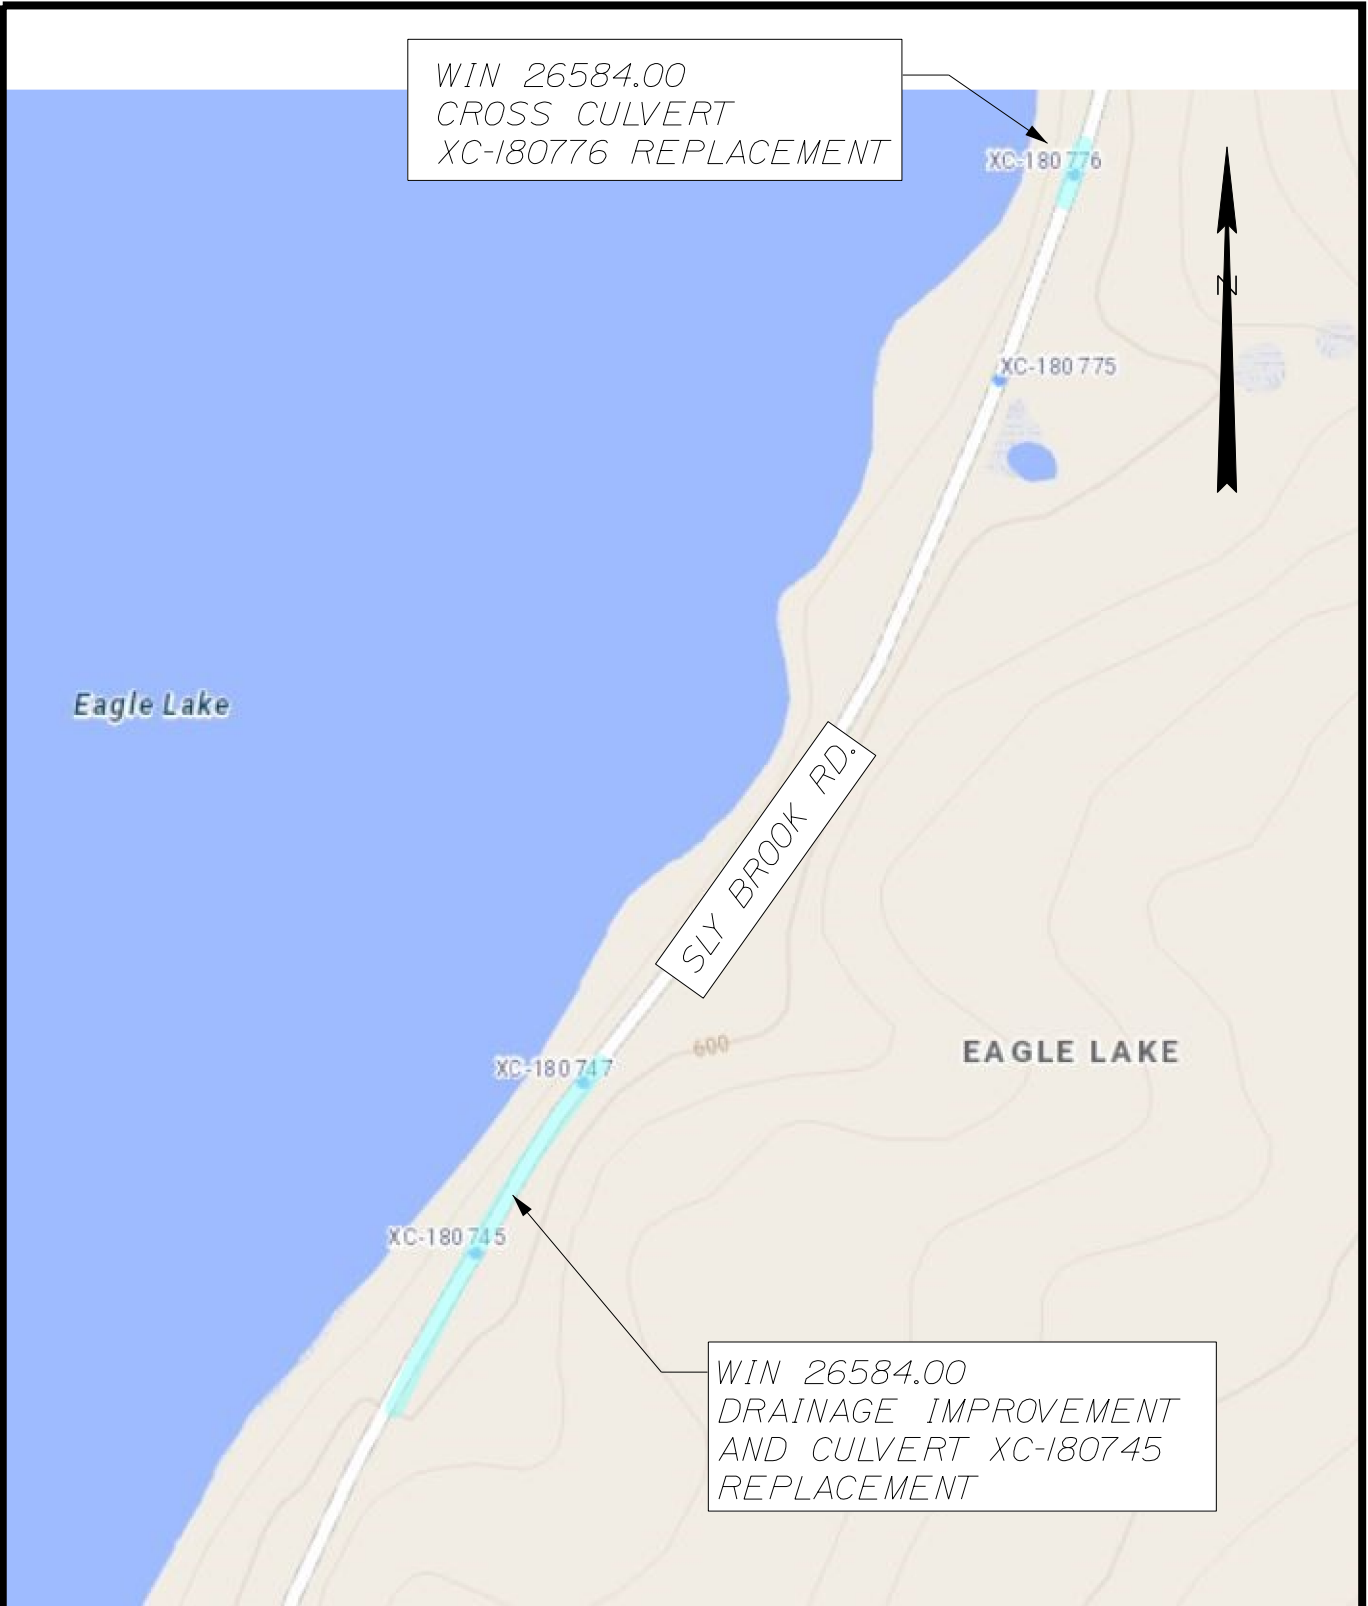 WIN 26584.00
CROSS CULVERT
XC-180776 REPLACEMENT
XC-180776
N
XC-180775
Eagle Lake
SLY BROOK RD.
600
EAGLE LAKE
XC-180747
XC-180745
WIN 26584.00
DRAINAGE IMPROVEMENT
AND CULVERT XC-180745
REPLACEMENT